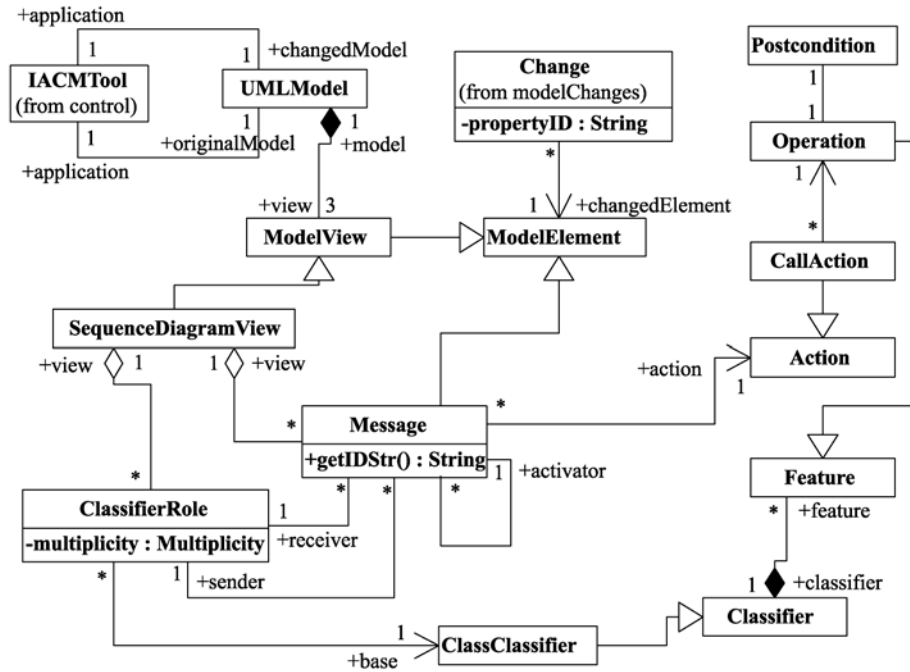 +application
1
1
+changedModel
IACMTool
(from control)
UMLModel
1
1
+originalModel
1
+model
+application
Change
(from modelChanges)
-propertyID : String
*
1
+changedElement
Postcondition
1
1
Operation
1
*
CallAction
+view
3
ModelView
ModelElement
SequenceDiagramView
+view
1
1
+view
Action
+action
1
*
*
Message
+getIDStr() : String
*
*
*
1
+activator
*
ClassifierRole
-multiplicity : Multiplicity
1
+receiver
*
1
+sender
Feature
*
+feature
1
+classifier
Classifier
1
+base
ClassClassifier